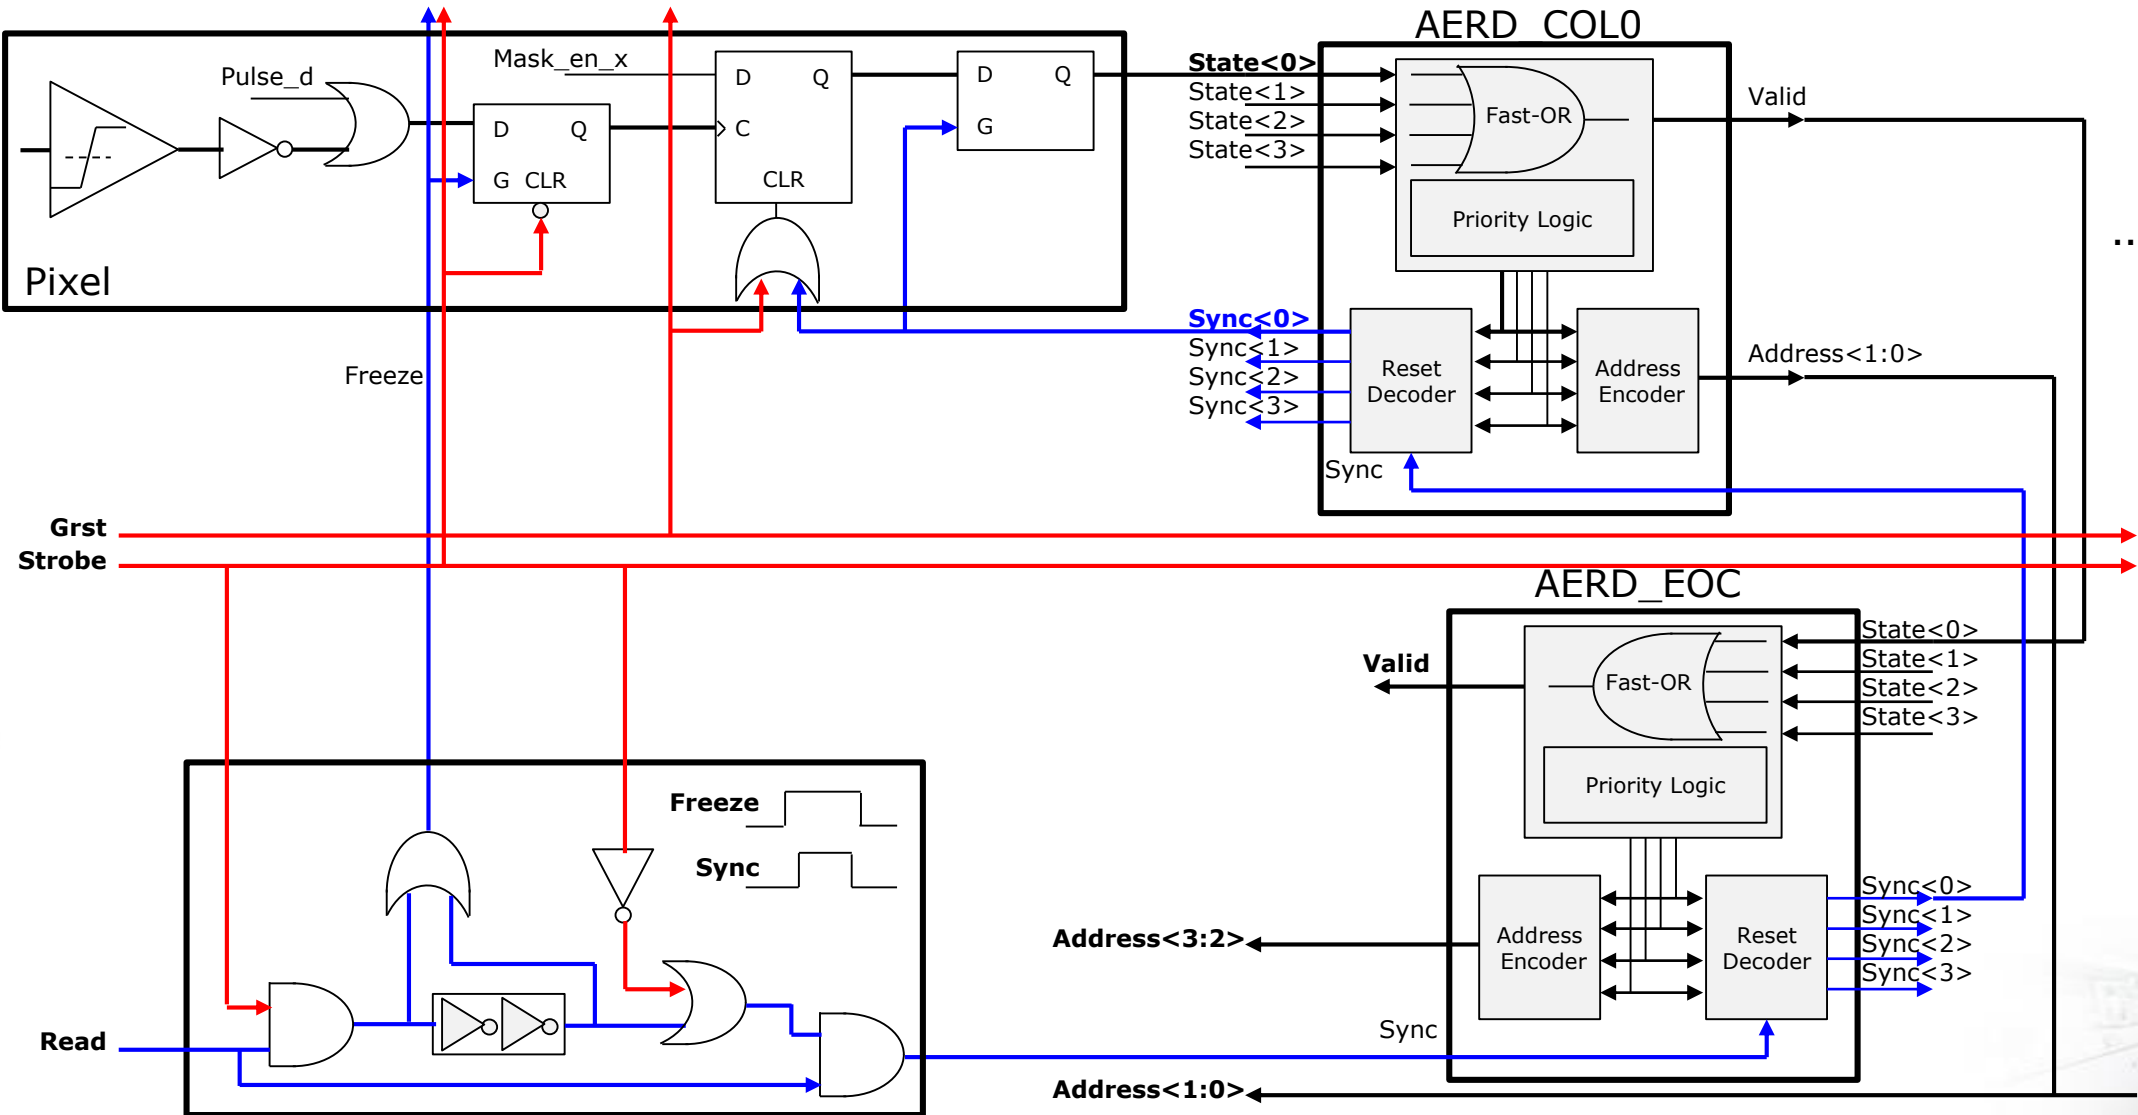 AERD_COL0
Pulse_d
Mask_en_x
D Q
G CLR
D Q
C
CLR
D Q
G
Pixel
State<0>
State<1>
State<2>
State<3>
Fast-OR
Priority Logic
Valid
..
Sync<0>
Sync<1>
Sync<2>
Sync<3>
Reset
Decoder
Address
Encoder
Address<1:0>
Sync
Freeze
Grst
Strobe
AERD_EOC
State<0>
State<1>
State<2>
State<3>
Fast-OR
Valid
Priority Logic
Freeze
Sync
Address
Encoder
Reset
Decoder
Sync<0>
Sync<1>
Sync<2>
Sync<3>
Address<3:2>
Sync
Read
Address<1:0>